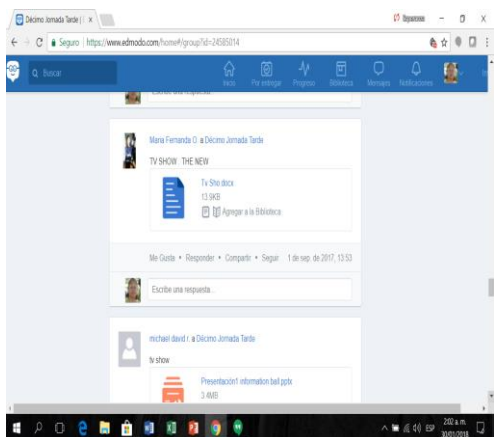 Décimo Jornada Tarde |
Seguro | https://www.edmodo.com/home#/group?id=24585014
Buscar
Inicio Por entregar Progreso Biblioteca Mensajes Notificaciones
Escribe una respuesta...
Maria Fernanda O. a Décimo Jornada Tarde
TV SHOW THE NEW
Tv Sho.docx
13.9KB
Agregar a la Biblioteca
Me Gusta • Responder • Compartir • Seguir 1 de sep. de 2017, 13:53
Escribe una respuesta...
michael david r. a Décimo Jornada Tarde
tv show
Presentación1 information ball.pptx
3.4MB
ESP
2:02 a.m.
30/01/2018